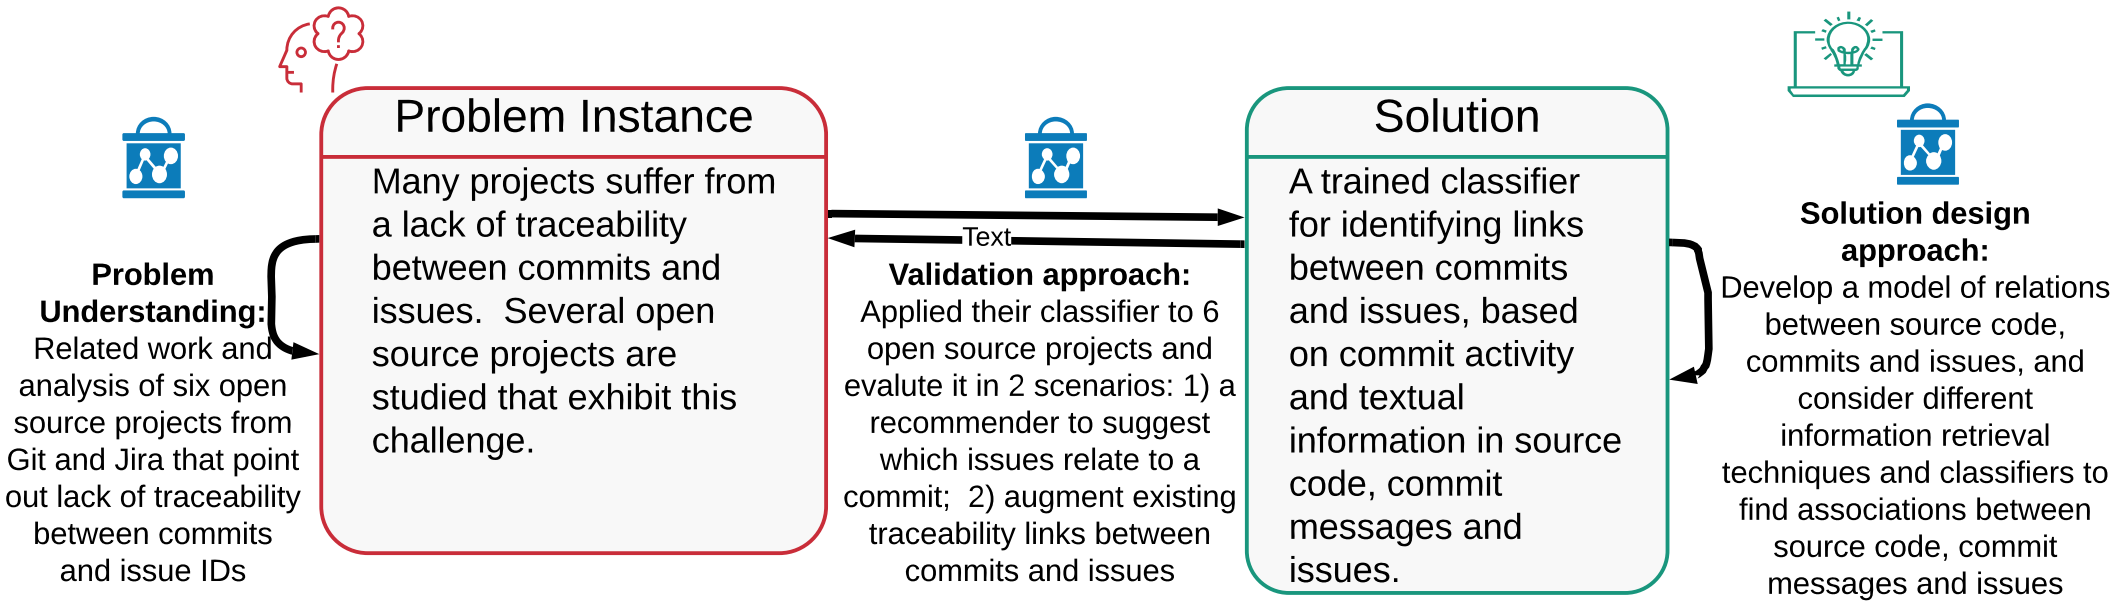 Problem
Understanding:
Related work and
analysis of six open
source projects from
Git and Jira that point
out lack of traceability
between commits
and issue IDs
?
Problem Instance
Many projects suffer from
a lack of traceability
between commits and
issues.  Several open
source projects are
studied that exhibit this
challenge.
Text
Validation approach:
Applied their classifier to 6
open source projects and
evalute it in 2 scenarios: 1) a
recommender to suggest
which issues relate to a
commit;  2) augment existing
traceability links between
commits and issues
Solution
A trained classifier
for identifying links
between commits
and issues, based
on commit activity
and textual
information in source
code, commit
messages and
issues.
Solution design
approach:
Develop a model of relations
between source code,
commits and issues, and
consider different
information retrieval
techniques and classifiers to
find associations between
source code, commit
messages and issues